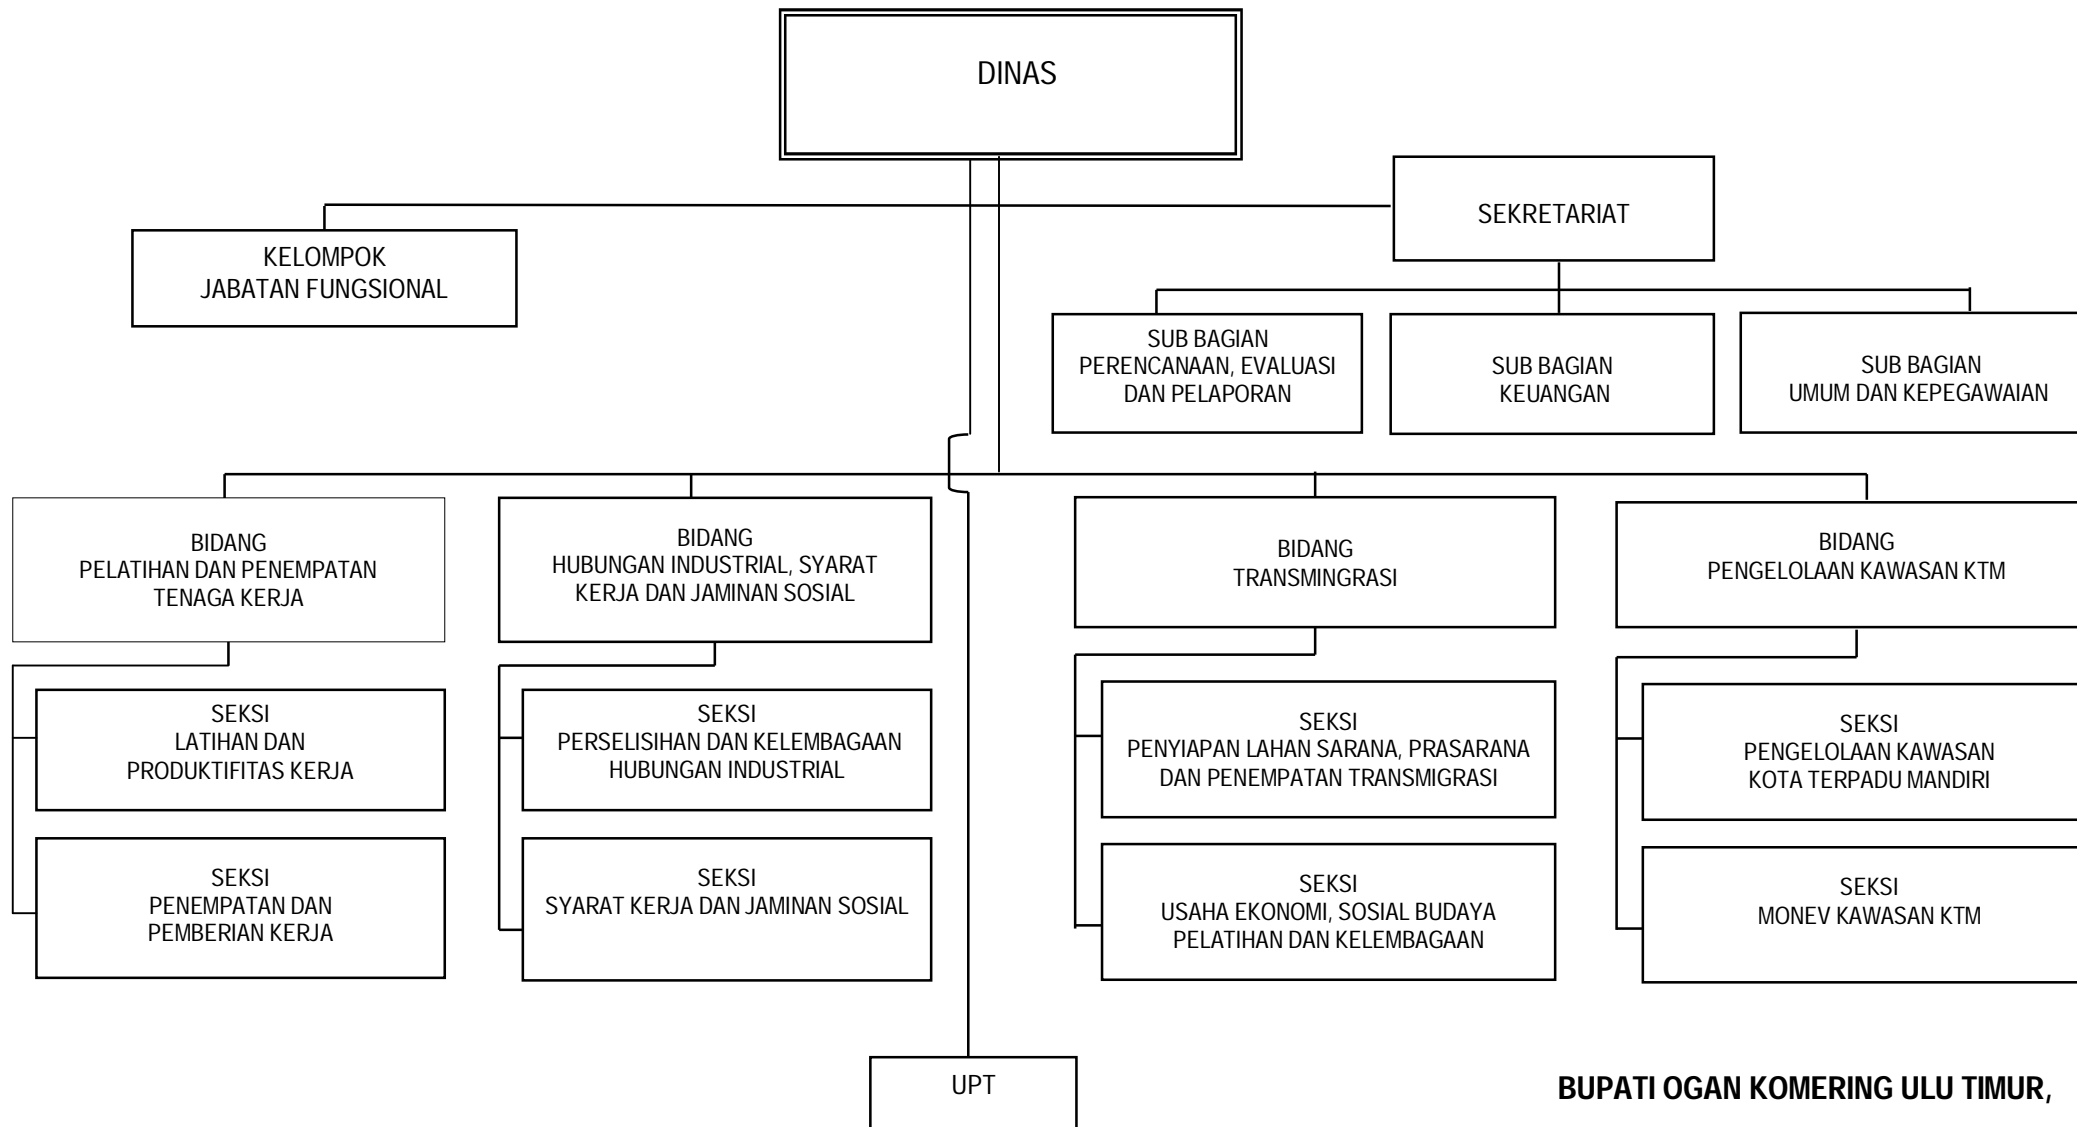 DINAS
SEKRETARIAT
KELOMPOK
JABATAN FUNGSIONAL
SUB BAGIAN
PERENCANAAN, EVALUASI
DAN PELAPORAN
SUB BAGIAN
KEUANGAN
SUB BAGIAN
UMUM DAN KEPEGAWAIAN
BIDANG
PELATIHAN DAN PENEMPATAN
TENAGA KERJA
BIDANG
HUBUNGAN INDUSTRIAL, SYARAT
KERJA DAN JAMINAN SOSIAL
BIDANG
TRANSMINGRASI
BIDANG
PENGELOLAAN KAWASAN KTM
SEKSI
LATIHAN DAN
PRODUKTIFITAS KERJA
SEKSI
PERSELISIHAN DAN KELEMBAGAAN
HUBUNGAN INDUSTRIAL
SEKSI
PENYIAPAN LAHAN SARANA, PRASARANA
DAN PENEMPATAN TRANSMIGRASI
SEKSI
PENGELOLAAN KAWASAN
KOTA TERPADU MANDIRI
SEKSI
PENEMPATAN DAN
PEMBERIAN KERJA
SEKSI
SYARAT KERJA DAN JAMINAN SOSIAL
SEKSI
USAHA EKONOMI, SOSIAL BUDAYA
PELATIHAN DAN KELEMBAGAAN
SEKSI
MONEV KAWASAN KTM
UPT
BUPATI OGAN KOMERING ULU TIMUR,